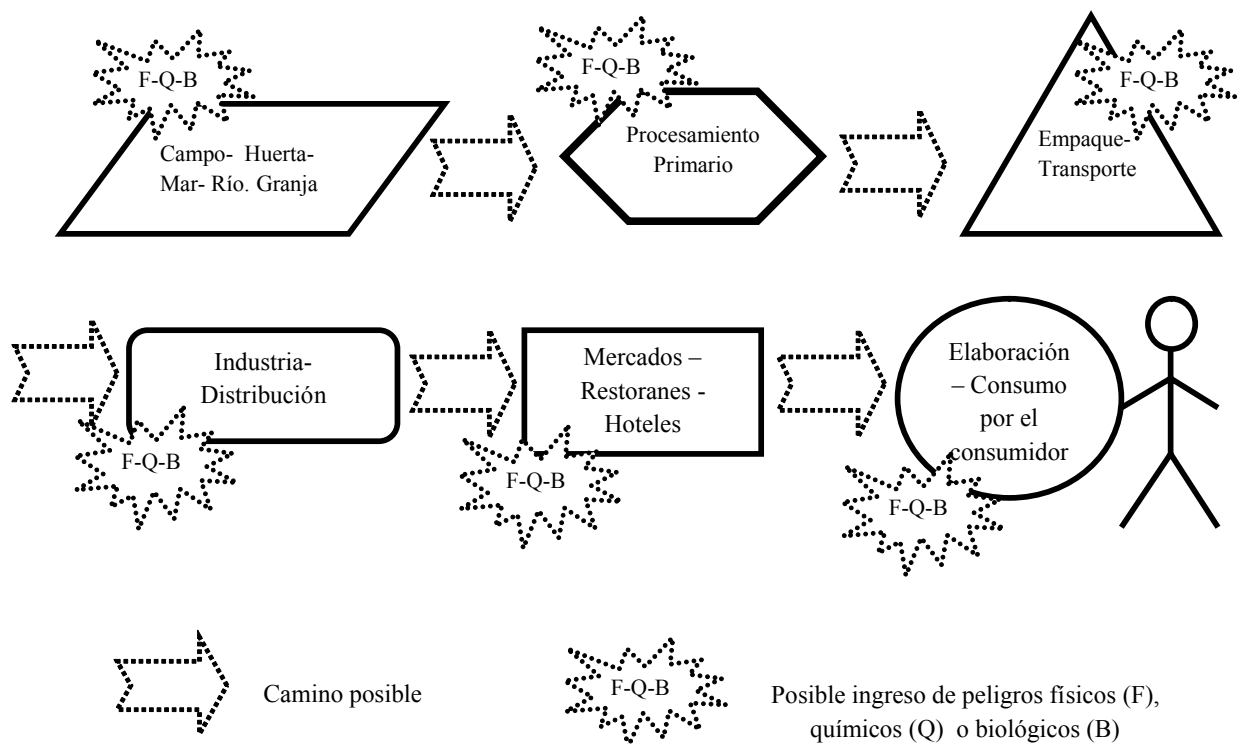 F-Q-B
Campo- Huerta-
Mar- Río. Granja
F-Q-B
Procesamiento
Primario
F-Q-B
Empaque-
Transporte
Industria-
Distribución
F-Q-B
Mercados –
Restoranes -
Hoteles
F-Q-B
Elaboración
– Consumo
por el
consumidor
F-Q-B
Camino posible
F-Q-B
Posible ingreso de peligros físicos (F),
químicos (Q) o biológicos (B)